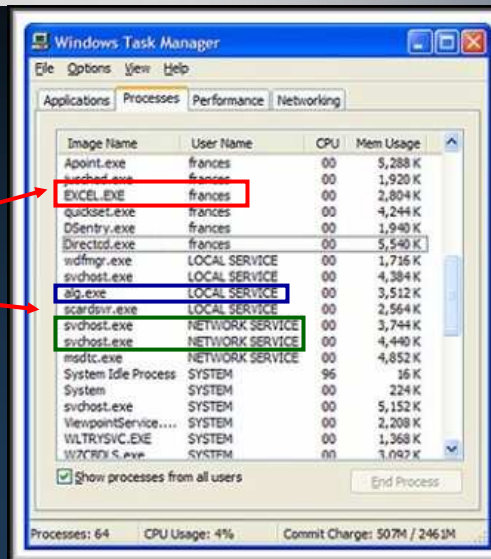 Windows Task Manager
File Options View Help
Applications Processes Performance Networking
Image Name User Name CPU Mem Usage
Apoint.exe frances 00 5,288 K
jusched.exe frances 00 1,920 K
EXCEL.EXE frances 00 2,804 K
quickset.exe frances 00 4,244 K
DSentry.exe frances 00 1,940 K
Directcd.exe frances 00 5,540 K
wdfmgr.exe LOCAL SERVICE 00 1,716 K
svchost.exe LOCAL SERVICE 00 4,384 K
alg.exe LOCAL SERVICE 00 3,512 K
scardsvr.exe LOCAL SERVICE 00 2,564 K
svchost.exe NETWORK SERVICE 00 3,744 K
svchost.exe NETWORK SERVICE 00 4,440 K
msdtc.exe NETWORK SERVICE 00 4,852 K
System Idle Process SYSTEM 96 16 K
System SYSTEM 00 224 K
svchost.exe SYSTEM 00 5,152 K
ViewpointService.... SYSTEM 00 2,208 K
WLTRYSVC.EXE SYSTEM 00 1,368 K
WZCBDLS.exe SYSTEM 00 3,092 K
Show processes from all users
End Process
Processes: 64 CPU Usage: 4% Commit Charge: 507M / 2461M